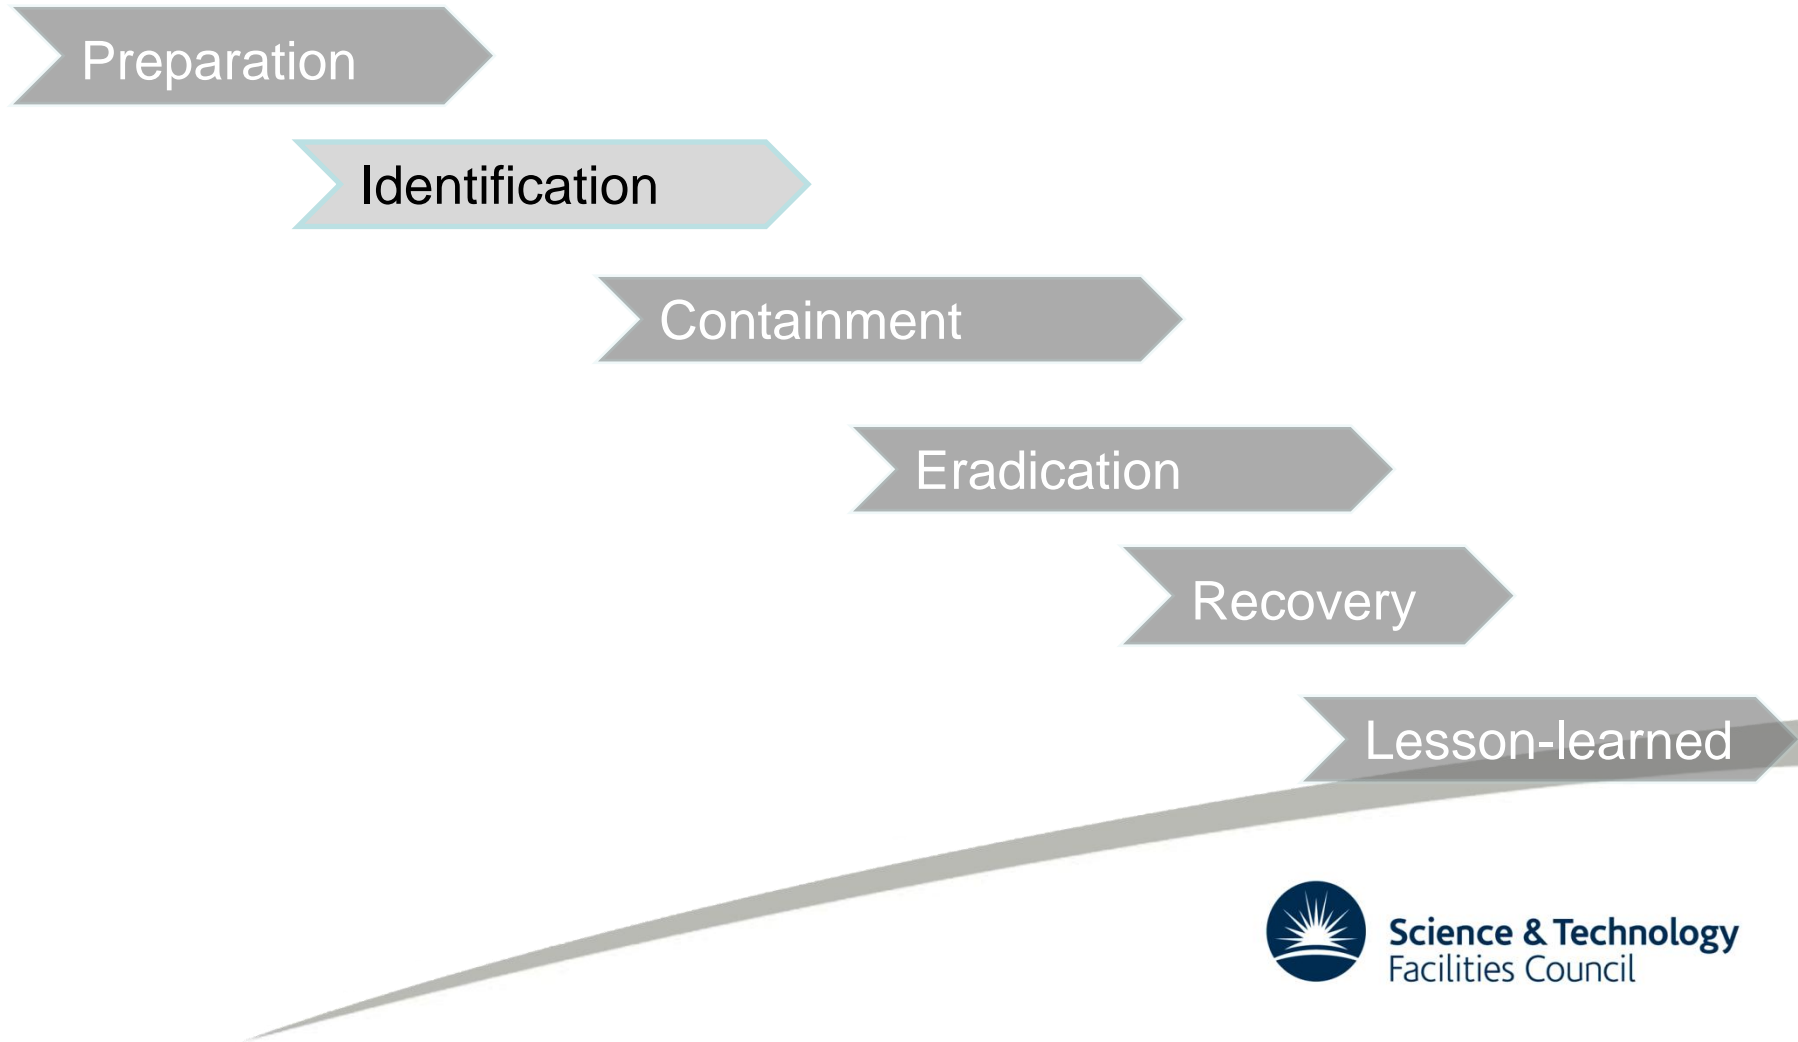 Preparation
Identification
Containment
Eradication
Recovery
Lesson-learned
Science & Technology
Facilities Council